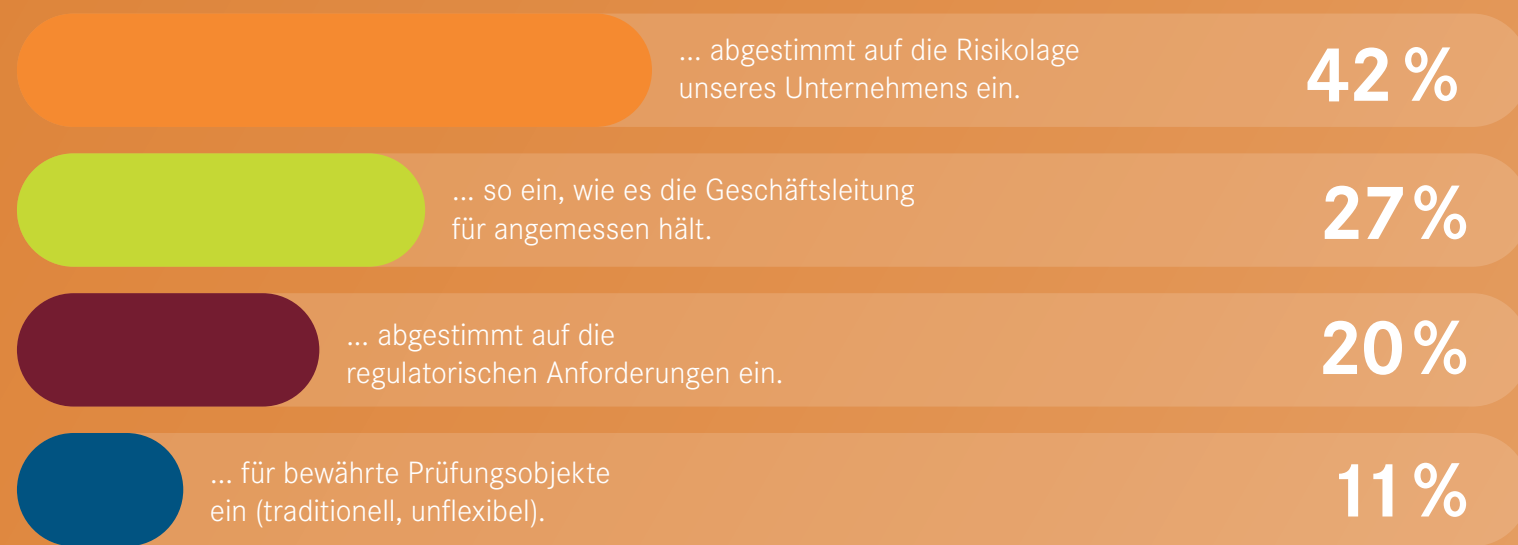 ... abgestimmt auf die Risikolage
unseres Unternehmens ein.
42 %
... so ein, wie es die Geschäftsleitung
für angemessen hält.
27 %
... abgestimmt auf die
regulatorischen Anforderungen ein.
20 %
... für bewährte Prüfungsobjekte
ein (traditionell, unflexibel).
11 %